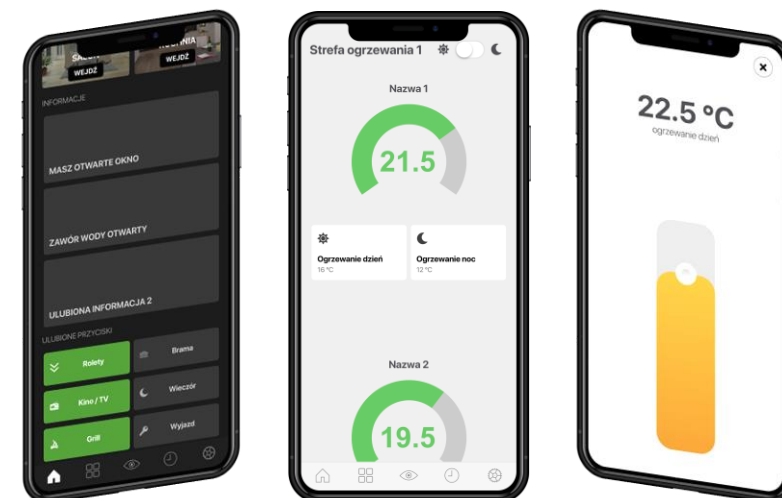 SALON
KUCHNIA
WEJDŹ
WEJDŹ
INFORMACJE
MASZ OTWARTE OKNO
ZAWÓR WODY OTWARTY
ULUBIONA INFORMACJA 2
ULUBIONE PRZYCISKI
Rolety
Brama
Kino / TV
Wieczór
Grill
Wyjazd
Strefa ogrzewania 1
Nazwa 1
21.5
Ogrzewanie dzień
16 °C
Ogrzewanie noc
12 °C
Nazwa 2
19.5
22.5 °C
ogrzewanie dzień